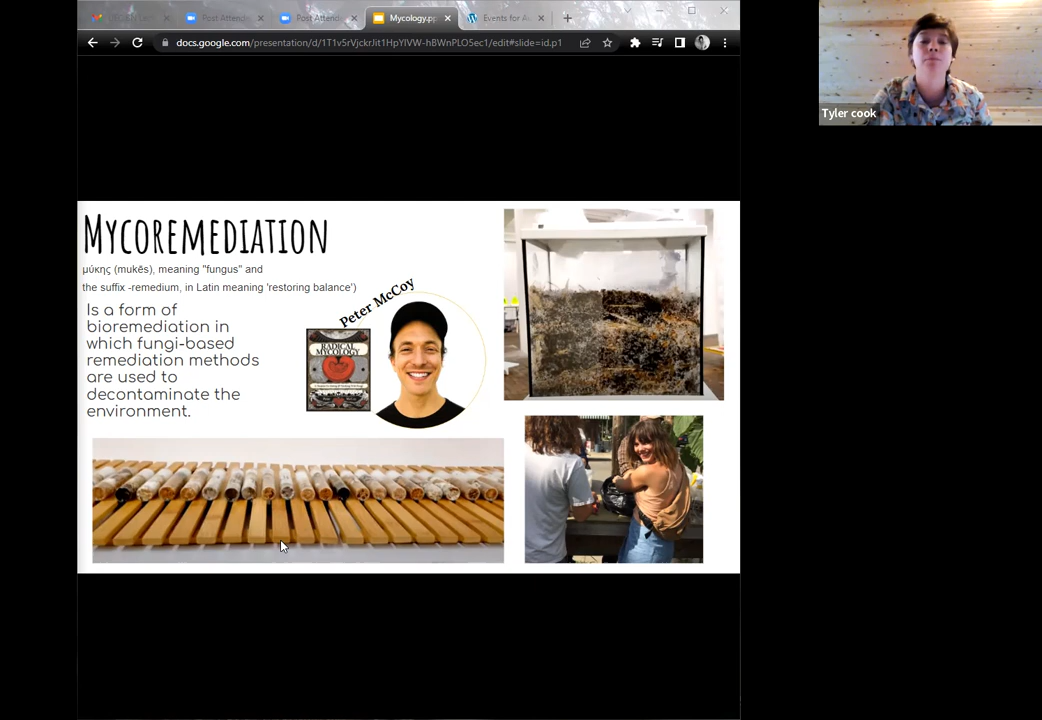 Post Attende
Post Attende
Mycology.pp
Events for A
docs.google.com/presentation/d/1T1v5rVjckrJit1HpYlVW-hBWnPLO5ec1/edit#slide=id.p1
Tyler cook
MYCOREMEDIATION
μύκης (mukēs), meaning "fungus" and
the suffix -remedium, in Latin meaning 'restoring balance')
Is a form of
bioremediation in
which fungi-based
remediation methods
are used to
decontaminate the
environment.
Peter McCoy
RADICAL
MYCOLOGY